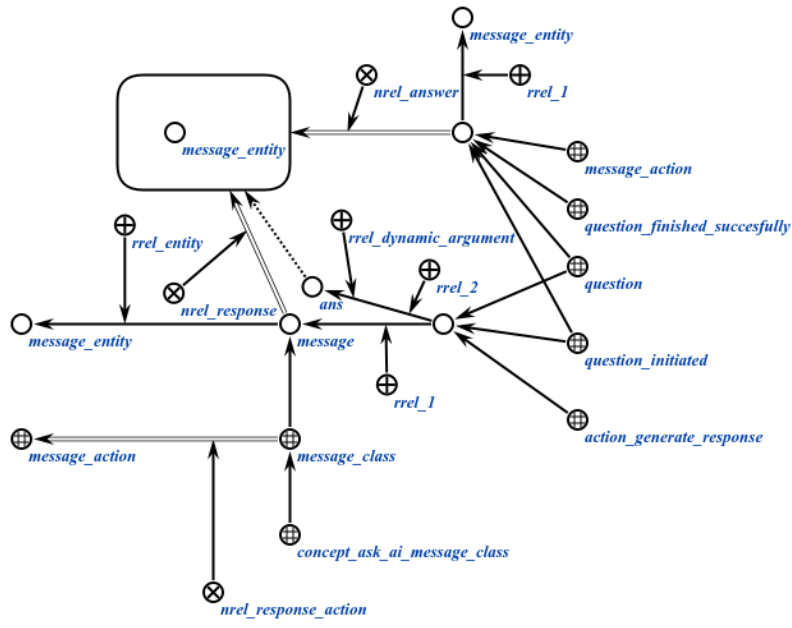 message_entity
nrel_answer
rrel_1
message_entity
message_action
question_finished_succesfully
rrel_entity
rrel_dynamic_argument
rrel_2
question
nrel_response
ans
message_entity
message
question_initiated
rrel_1
action_generate_response
message_action
message_class
concept_ask_ai_message_class
nrel_response_action